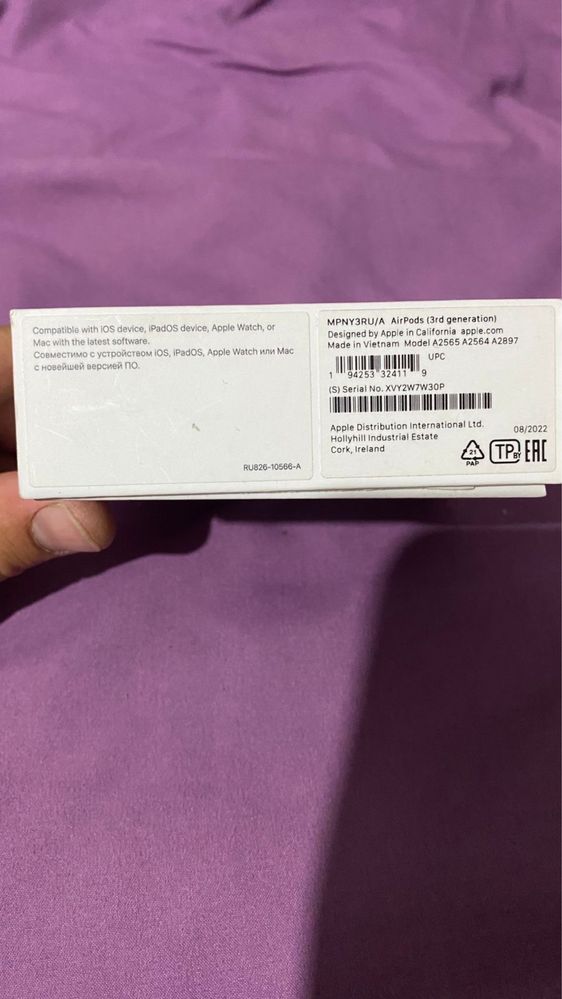 Compatible with iOS device, iPadOS device, Apple Watch, or
Mac with the latest software.
Совместимо с устройством iOS, iPadOS, Apple Watch или Mac
с новейшей версией ПО.
RU826-10566-A
MPNY3RU/A AirPods (3rd generation)
Designed by Apple in California apple.com
Made in Vietnam Model A2565 A2564 A2897
UPC
1 94253 32411 9
(S) Serial No. XVY2W7W30P
Apple Distribution International Ltd.
Hollyhill Industrial Estate
Cork, Ireland
08/2022
21
PAP
TP BY
EAC